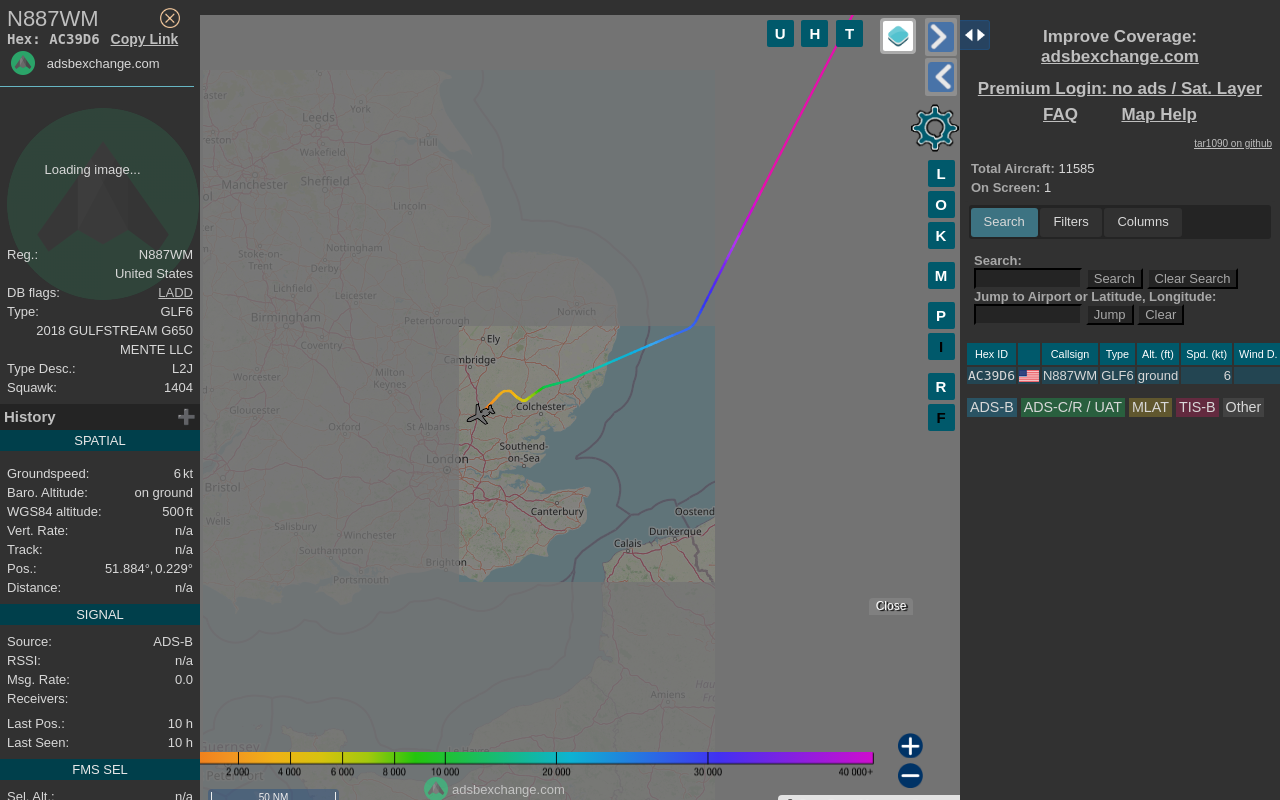 N887WM
Hex: AC39D6 Copy Link
adsbexchange.com
Loading image...
Reg.: N887WM
United States
DB flags: LADD
Type: GLF6
2018 GULFSTREAM G650
MENTE LLC
Type Desc.: L2J
Squawk: 1404
History
SPATIAL
Groundspeed: 6 kt
Baro. Altitude: on ground
WGS84 altitude: 500 ft
Vert. Rate: n/a
Track: n/a
Pos.: 51.884°, 0.229°
Distance: n/a
SIGNAL
Source: ADS-B
RSSI: n/a
Msg. Rate: 0.0
Receivers:
Last Pos.: 10 h
Last Seen: 10 h
FMS SEL
Sel. Alt.: n/a
U H T
L
O
K
M
P
I
R
F
York
Leeds
Hull
Wakefield
Manchester
Sheffield
Lincoln
Stoke-on-
Trent
Nottingham
Derby
Norwich
Lichfield
Leicester
Birmingham
Peterborough
Coventry
Ely
Cambridge
Worcester
Milton
Keynes
Gloucester
Oxford
St Albans
Colchester
London
Southend-
on-Sea
Bristol
Canterbury
Oostend
Wells
Salisbury
Winchester
Dunkerque
Southampton
Calais
Brighton
Portsmouth
Amiens
Guernsey
Le Havre
Close
2 000 4 000 6 000 8 000 10 000 20 000 30 000 40 000+
adsbexchange.com
50 NM
Improve Coverage:
adsbexchange.com
Premium Login: no ads / Sat. Layer
FAQ Map Help
tar1090 on github
Total Aircraft: 11585
On Screen: 1
Search Filters Columns
Search:
Search Clear Search
Jump to Airport or Latitude, Longitude:
Jump Clear
Hex ID Callsign Type Alt. (ft) Spd. (kt) Wind D.
AC39D6 N887WM GLF6 ground 6
ADS-B ADS-C/R / UAT MLAT TIS-B Other